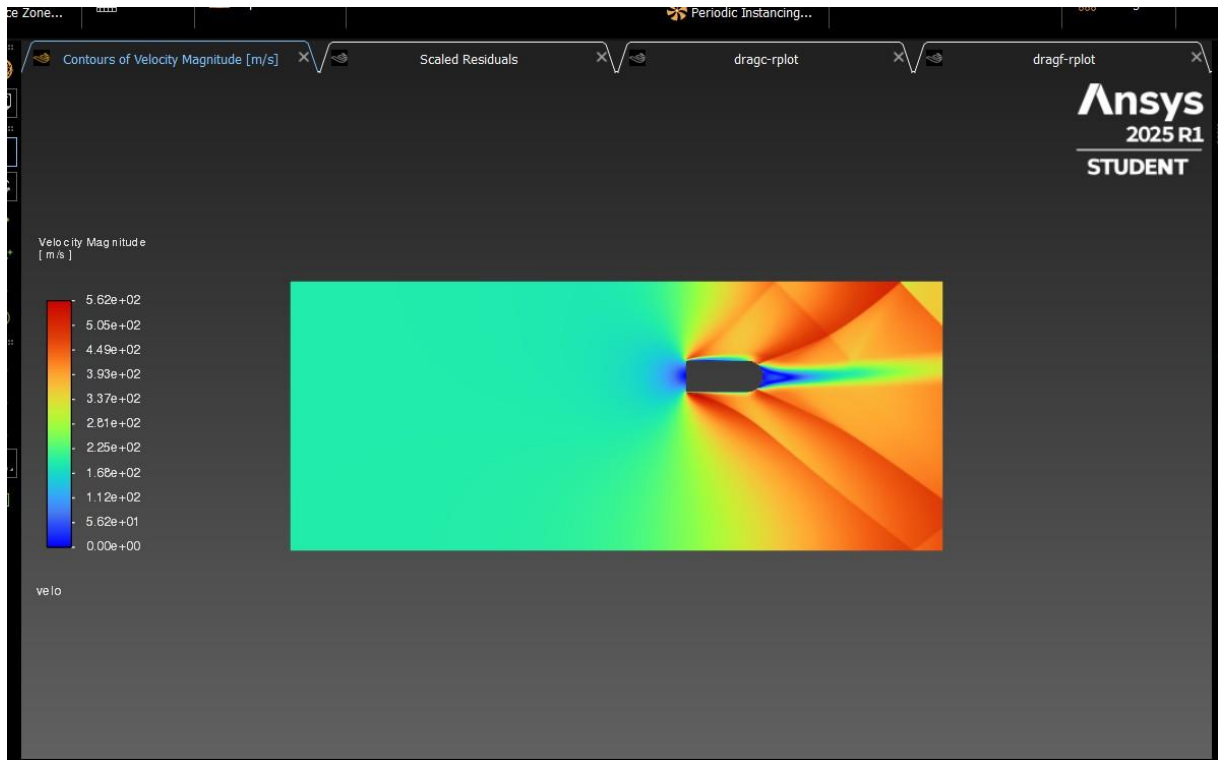 ce Zone...
Periodic Instancing...
Contours of Velocity Magnitude [m/s]
Scaled Residuals
dragc-rplot
dragf-rplot
Ansys
2025 R1
STUDENT
Velocity Magnitude
[ m/s ]
5.62e+02
5.05e+02
4.49e+02
3.93e+02
3.37e+02
2.81e+02
2.25e+02
1.68e+02
1.12e+02
5.62e+01
0.00e+00
velo